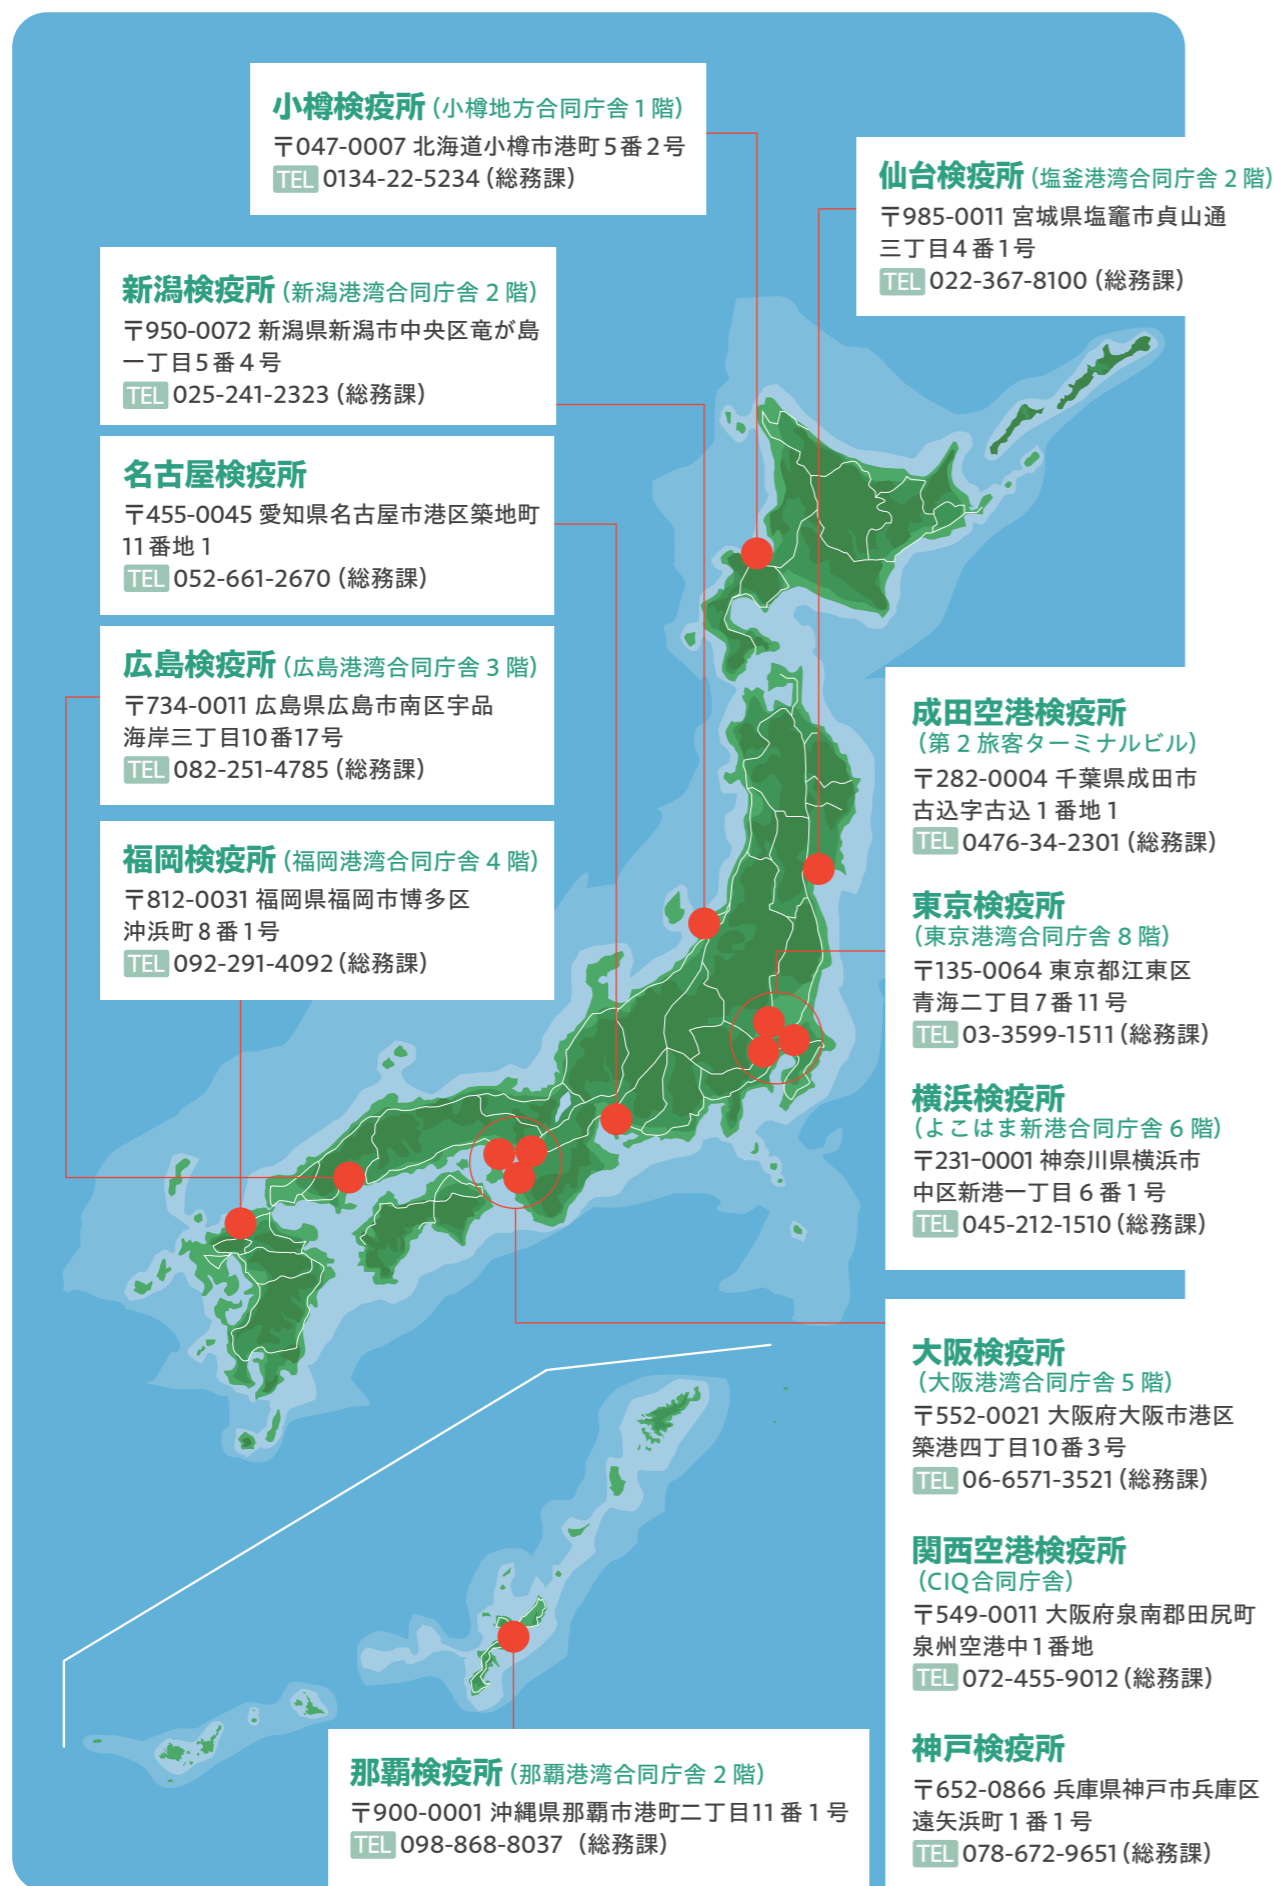 小樽検疫所（小樽地方合同庁舎1階）
〒047-0007 北海道小樽市港町5番2号
TEL 0134-22-5234（総務課）
仙台検疫所（塩釜港湾合同庁舎2階）
〒985-0011 宮城県塩竈市貞山通
三丁目4番1号
TEL 022-367-8100（総務課）
新潟検疫所（新潟港湾合同庁舎2階）
〒950-0072 新潟県新潟市中央区竜が島
一丁目5番4号
TEL 025-241-2323（総務課）
名古屋検疫所
〒455-0045 愛知県名古屋市港区築地町
11番地1
TEL 052-661-2670（総務課）
広島検疫所（広島港湾合同庁舎3階）
〒734-0011 広島県広島市南区宇品
海岸三丁目10番17号
TEL 082-251-4785（総務課）
福岡検疫所（福岡港湾合同庁舎4階）
〒812-0031 福岡県福岡市博多区
沖浜町8番1号
TEL 092-291-4092（総務課）
成田空港検疫所
（第2旅客ターミナルビル）
〒282-0004 千葉県成田市
古込字古込1番地1
TEL 0476-34-2301（総務課）
東京検疫所
（東京港湾合同庁舎8階）
〒135-0064 東京都江東区
青海二丁目7番11号
TEL 03-3599-1511（総務課）
横浜検疫所
（よこはま新港合同庁舎6階）
〒231-0001 神奈川県横浜市
中区新港一丁目6番1号
TEL 045-212-1510（総務課）
大阪検疫所
（大阪港湾合同庁舎5階）
〒552-0021 大阪府大阪市港区
築港四丁目10番3号
TEL 06-6571-3521（総務課）
関西空港検疫所
（CIQ合同庁舎）
〒549-0011 大阪府泉南郡田尻町
泉州空港中1番地
TEL 072-455-9012（総務課）
神戸検疫所
〒652-0866 兵庫県神戸市兵庫区
遠矢浜町1番1号
TEL 078-672-9651（総務課）
那覇検疫所（那覇港湾合同庁舎2階）
〒900-0001 沖縄県那覇市港町二丁目11番1号
TEL 098-868-8037（総務課）